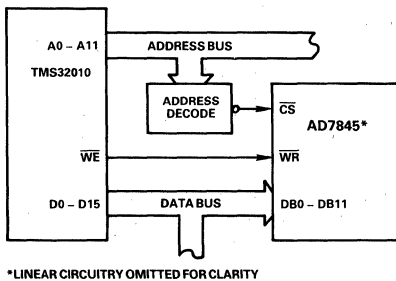 A0 – A11
ADDRESS BUS
TMS32010
ADDRESS
DECODE
CS
AD7845*
WE
WR
D0 – D15
DATA BUS
DB0 – DB11
*LINEAR CIRCUITRY OMITTED FOR CLARITY